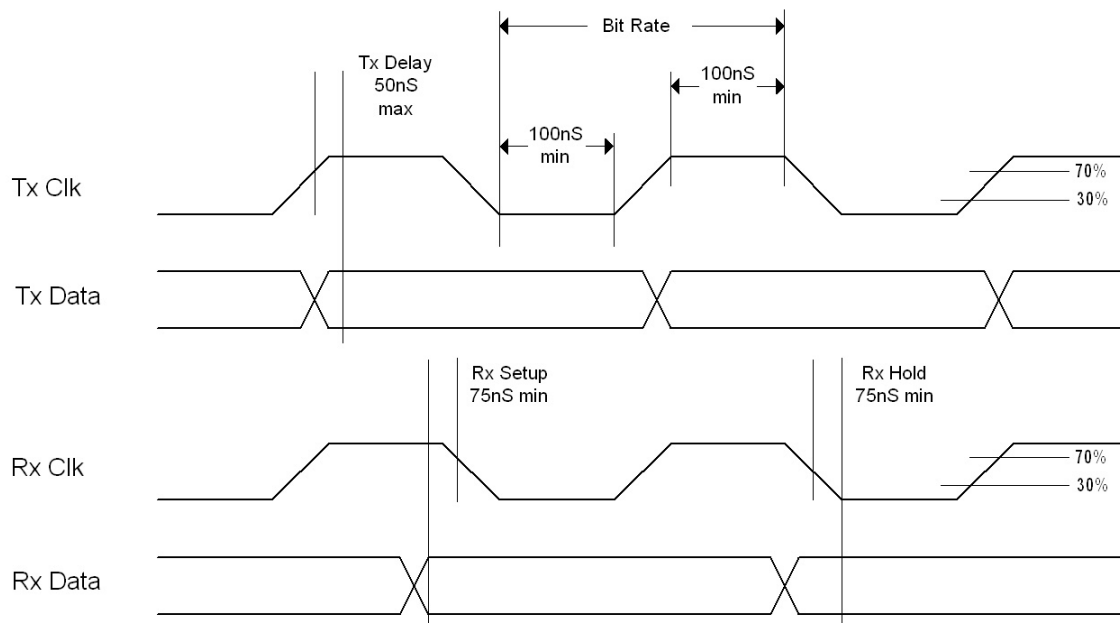 Bit Rate
Tx Delay
50nS
max
100nS
min
100nS
min
Tx Clk
70%
30%
Tx Data
Rx Setup
75nS min
Rx Hold
75nS min
Rx Clk
70%
30%
Rx Data